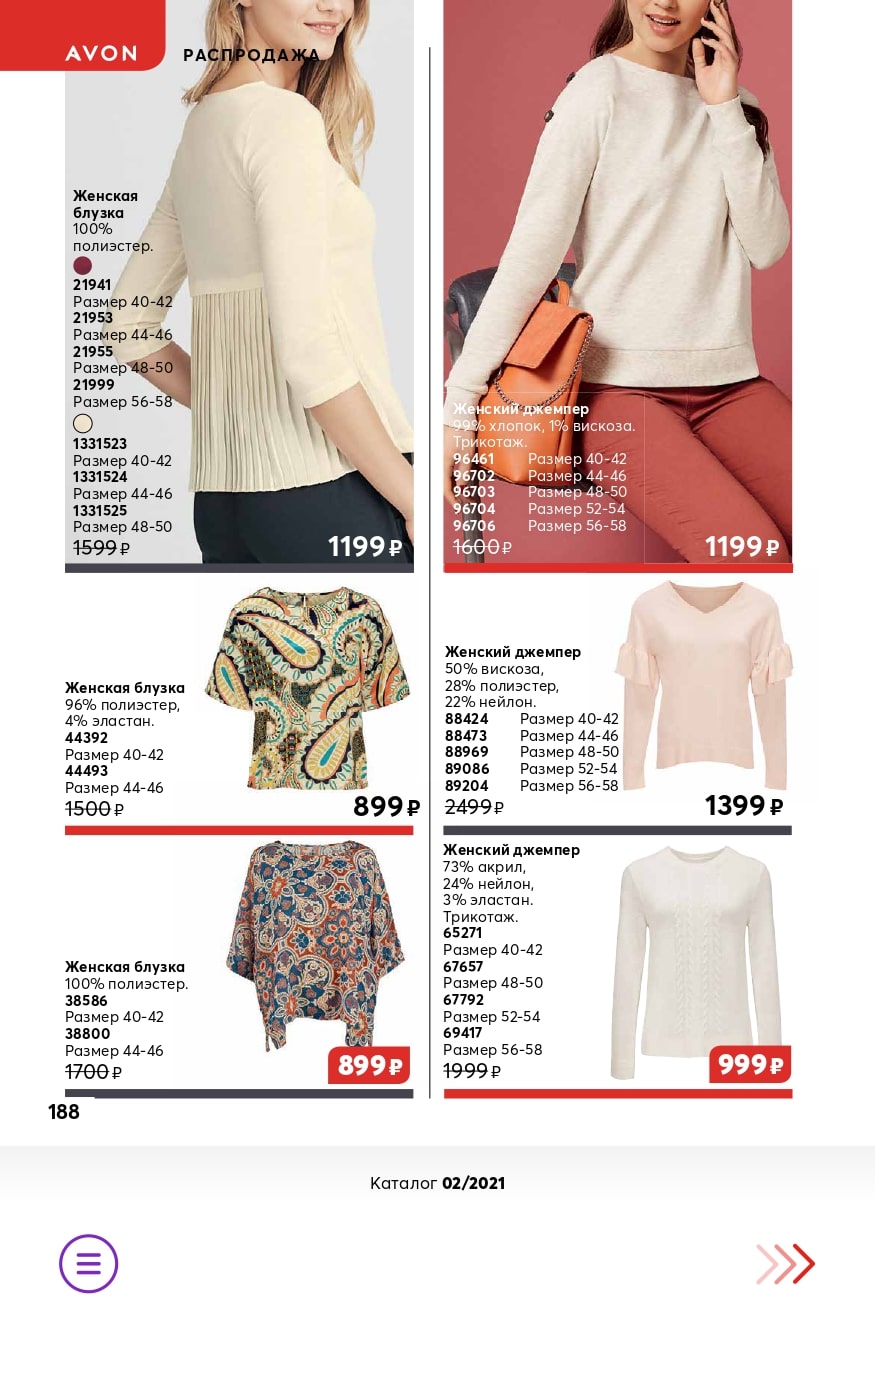 AVON
РАСПРОДАЖА
Женская
блузка
100%
полиэстер.
21941
Размер 40-42
21953
Размер 44-46
21955
Размер 48-50
21999
Размер 56-58
1331523
Размер 40-42
1331524
Размер 44-46
1331525
Размер 48-50
1599 ₽
1199 ₽
Женский джемпер
99% хлопок, 1% вискоза.
Трикотаж.
96461 Размер 40-42
96702 Размер 44-46
96703 Размер 48-50
96704 Размер 52-54
96706 Размер 56-58
1600 ₽
1199 ₽
Женская блузка
96% полиэстер,
4% эластан.
44392
Размер 40-42
44493
Размер 44-46
1500 ₽
899 ₽
Женский джемпер
50% вискоза,
28% полиэстер,
22% нейлон.
88424 Размер 40-42
88473 Размер 44-46
88969 Размер 48-50
89086 Размер 52-54
89204 Размер 56-58
2499 ₽
1399 ₽
Женская блузка
100% полиэстер.
38586
Размер 40-42
38800
Размер 44-46
1700 ₽
899 ₽
Женский джемпер
73% акрил,
24% нейлон,
3% эластан.
Трикотаж.
65271
Размер 40-42
67657
Размер 48-50
67792
Размер 52-54
69417
Размер 56-58
1999 ₽
999 ₽
188
Каталог 02/2021